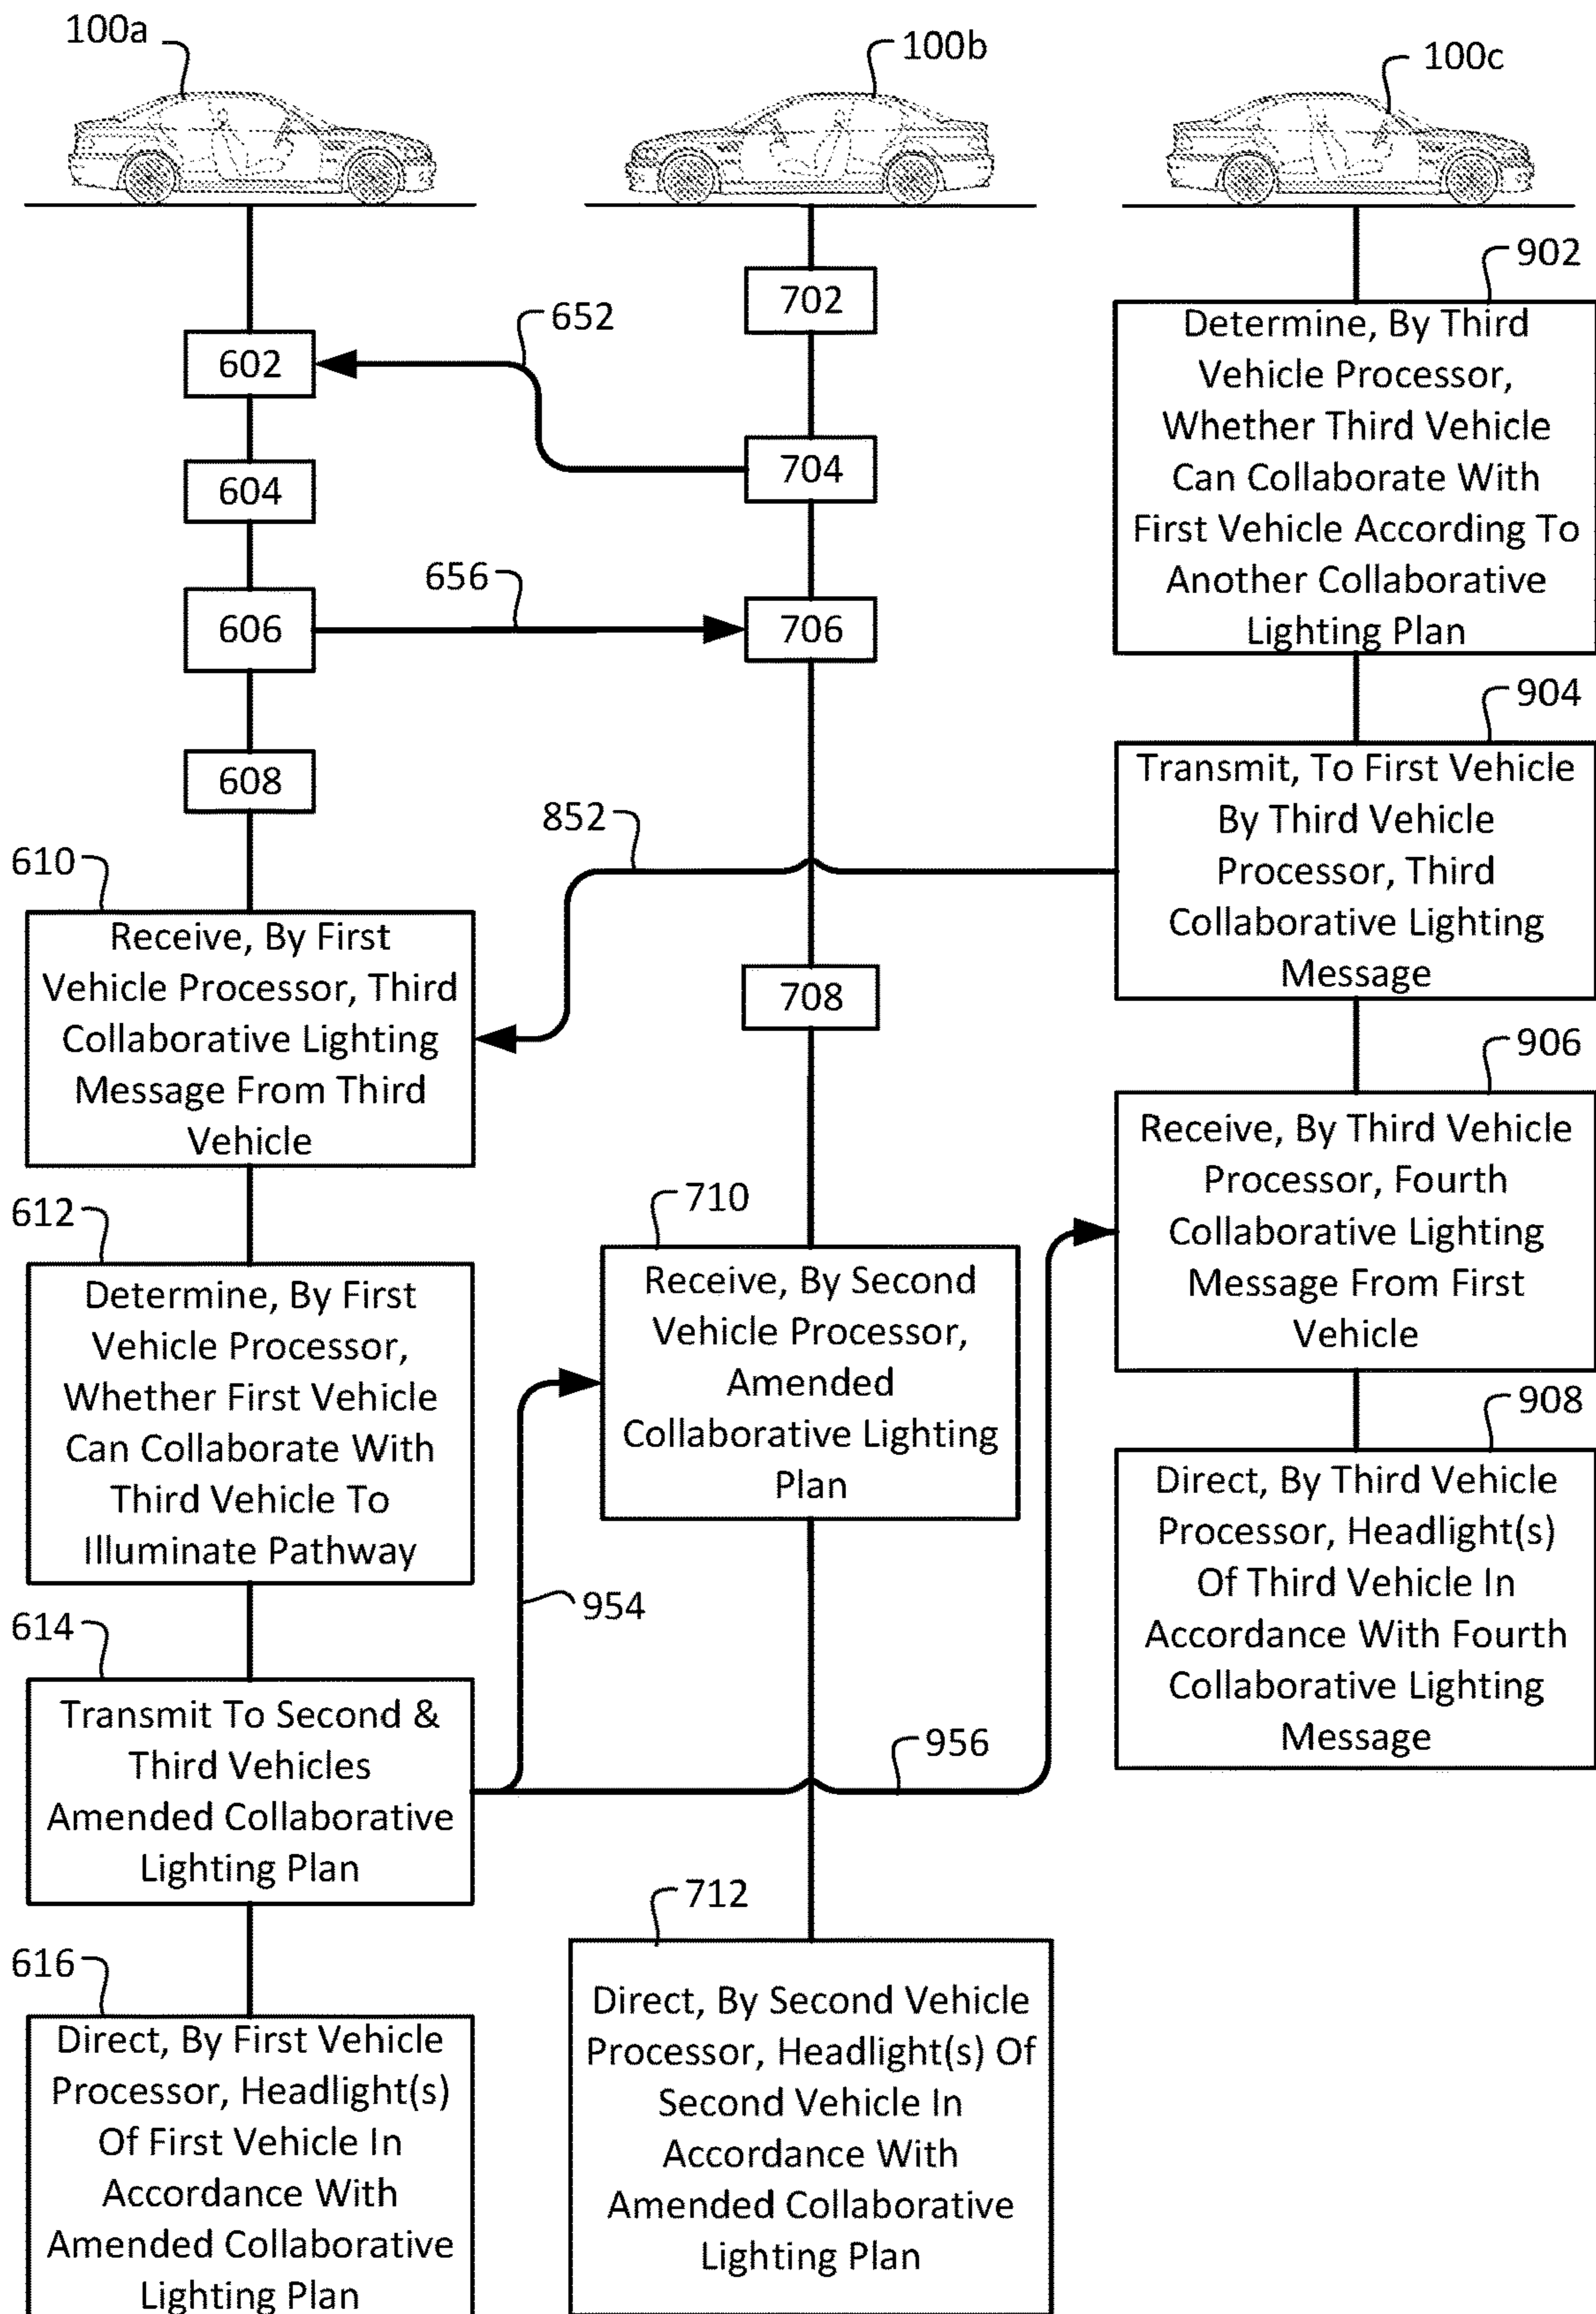 100a
100b
100c
902
702
Determine, By Third
Vehicle Processor,
Whether Third Vehicle
Can Collaborate With
First Vehicle According To
Another Collaborative
Lighting Plan
652
602
704
604
656
606
706
904
608
Transmit, To First Vehicle
By Third Vehicle
Processor, Third
Collaborative Lighting
Message
852
610
Receive, By First
Vehicle Processor, Third
Collaborative Lighting
Message From Third
Vehicle
708
906
Receive, By Third Vehicle
Processor, Fourth
Collaborative Lighting
Message From First
Vehicle
612
710
Determine, By First
Vehicle Processor,
Whether First Vehicle
Can Collaborate With
Third Vehicle To
Illuminate Pathway
Receive, By Second
Vehicle Processor,
Amended
Collaborative Lighting
Plan
908
Direct, By Third Vehicle
Processor, Headlight(s)
Of Third Vehicle In
Accordance With Fourth
Collaborative Lighting
Message
954
614
Transmit To Second &
Third Vehicles
Amended Collaborative
Lighting Plan
956
712
616
Direct, By First Vehicle
Processor, Headlight(s)
Of First Vehicle In
Accordance With
Amended Collaborative
Lighting Plan
Direct, By Second Vehicle
Processor, Headlight(s) Of
Second Vehicle In
Accordance With
Amended Collaborative
Lighting Plan